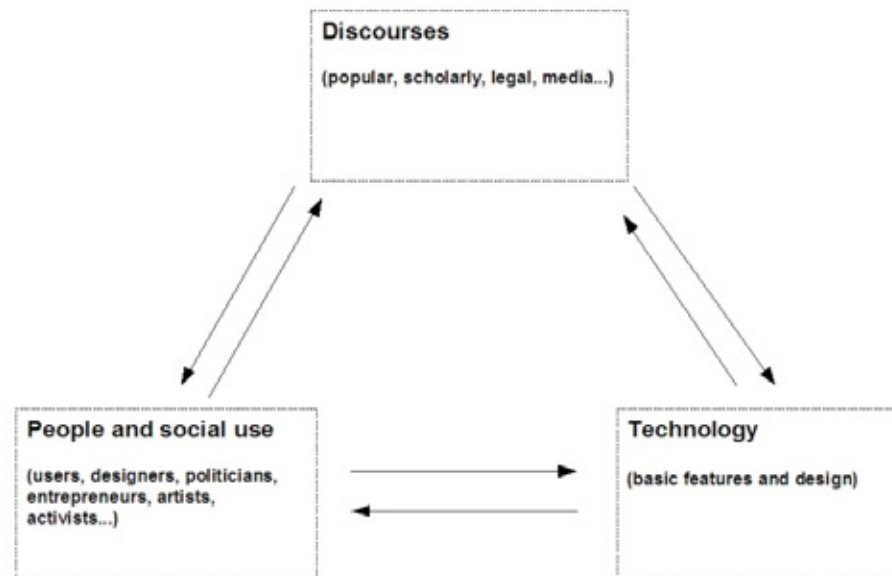 Discourses
(popular, scholarly, legal, media...)
People and social use
(users, designers, politicians,
entrepreneurs, artists,
activists...)
Technology
(basic features and design)